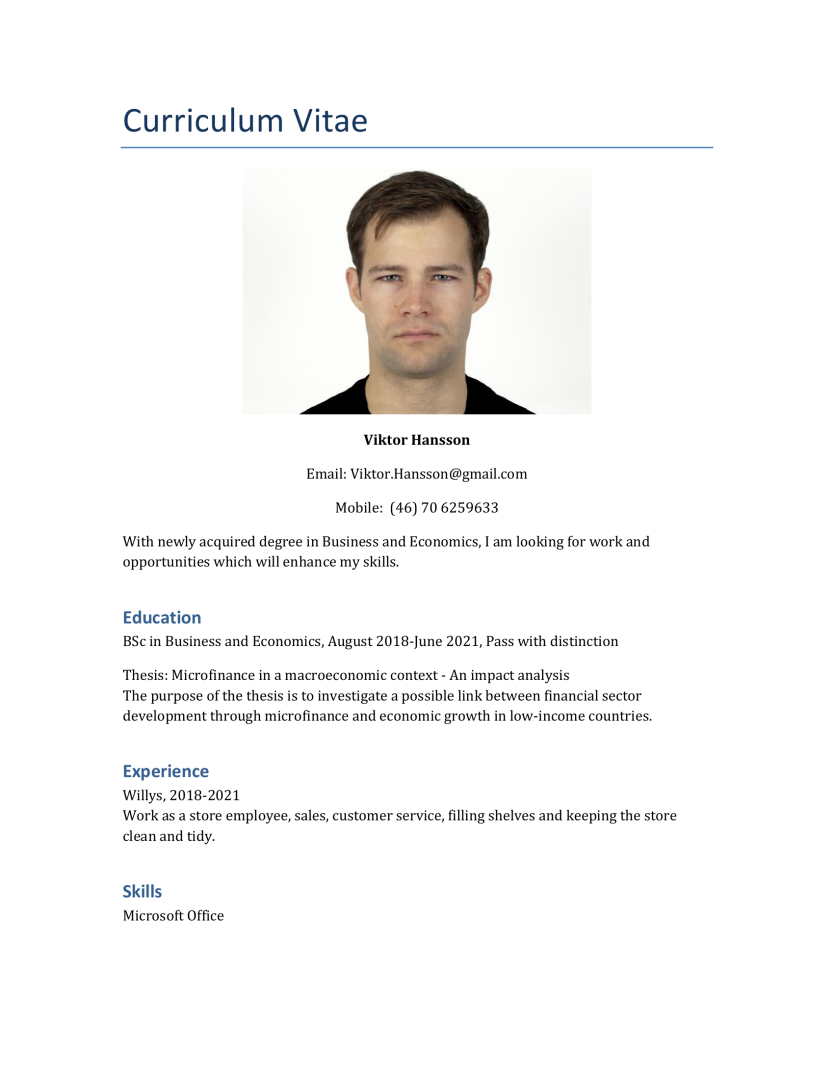 Curriculum Vitae
Viktor Hansson
Email: Viktor.Hansson@gmail.com
Mobile:  (46) 70 6259633
With newly acquired degree in Business and Economics, I am looking for work and
opportunities which will enhance my skills.
Education
BSc in Business and Economics, August 2018-June 2021, Pass with distinction
Thesis: Microfinance in a macroeconomic context - An impact analysis
The purpose of the thesis is to investigate a possible link between financial sector
development through microfinance and economic growth in low-income countries.
Experience
Willys, 2018-2021
Work as a store employee, sales, customer service, filling shelves and keeping the store
clean and tidy.
Skills
Microsoft Office